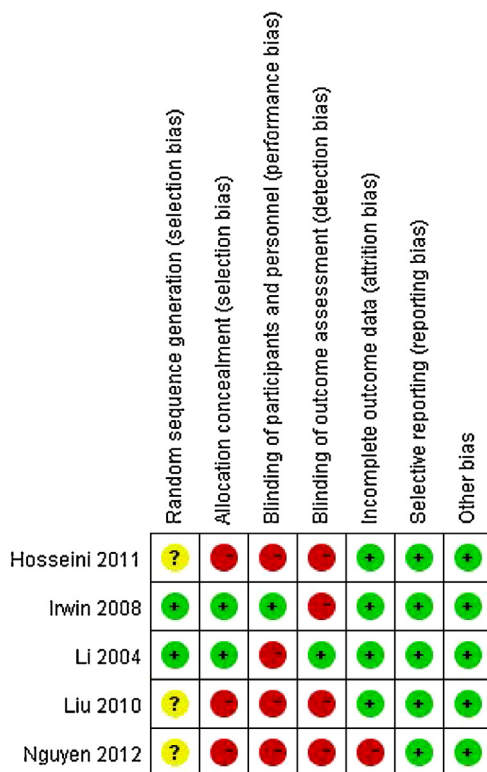 Random sequence generation (selection bias)
Allocation concealment (selection bias)
Blinding of participants and personnel (performance bias)
Blinding of outcome assessment (detection bias)
Incomplete outcome data (attrition bias)
Selective reporting (reporting bias)
Other bias
Hosseini 2011 ? - - - + + +
Irwin 2008 + + + - + + +
Li 2004 + + - + + + +
Liu 2010 ? - - - + + +
Nguyen 2012 ? - - - - + +